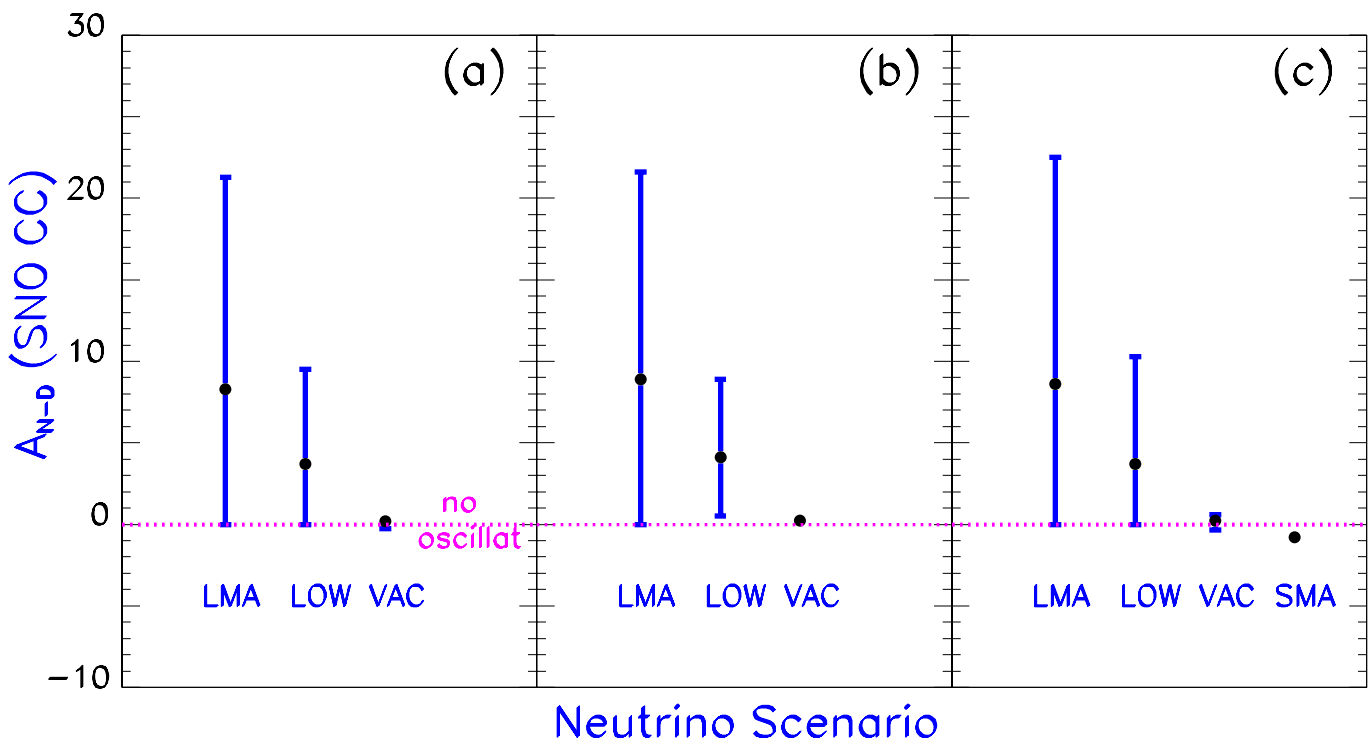 30
20
10
0
−10
A_N−D (SNO CC)
(a)
(b)
(c)
no
oscillat
LMA LOW VAC
LMA LOW VAC
LMA LOW VAC SMA
Neutrino Scenario